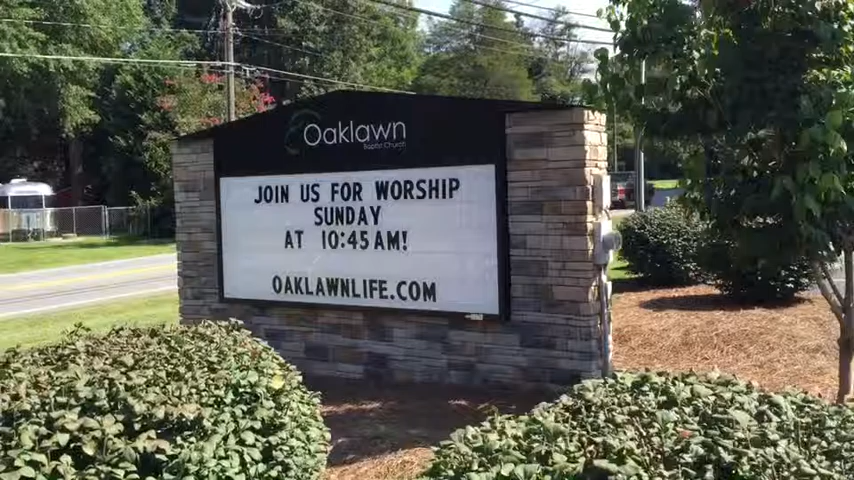 Oaklawn
Baptist Church
JOIN US FOR WORSHIP
SUNDAY
AT 10:45AM!
OAKLAWNLIFE.COM